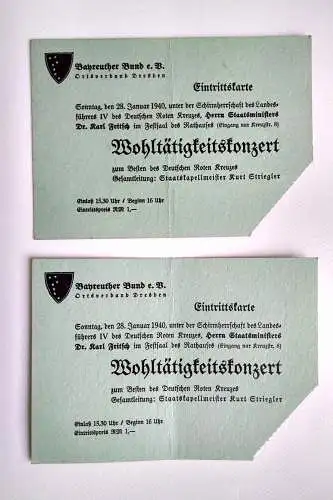 Bayreuther Bund e. V.
Ortsverband Dresden
Eintrittskarte
Sonntag, den 28. Januar 1940, unter der Schirmherrschaft des Landes-
führers IV des Deutschen Roten Kreuzes, Herrn Staatsministers
Dr. Karl Fritsch im Festsaal des Rathauses (Eingang nur Kreuzstr. 6)
Wohltätigkeitskonzert
zum Besten des Deutschen Roten Kreuzes
Gesamtleitung: Staatskapellmeister Kurt Striegler
Einlaß 15,30 Uhr / Beginn 16 Uhr
Eintrittspreis RM 1,—
Bayreuther Bund e. V.
Ortsverband Dresden
Eintrittskarte
Sonntag, den 28. Januar 1940, unter der Schirmherrschaft des Landes-
führers IV des Deutschen Roten Kreuzes, Herrn Staatsministers
Dr. Karl Fritsch im Festsaal des Rathauses (Eingang nur Kreuzstr. 6)
Wohltätigkeitskonzert
zum Besten des Deutschen Roten Kreuzes
Gesamtleitung: Staatskapellmeister Kurt Striegler
Einlaß 15,30 Uhr / Beginn 16 Uhr
Eintrittspreis RM 1,—